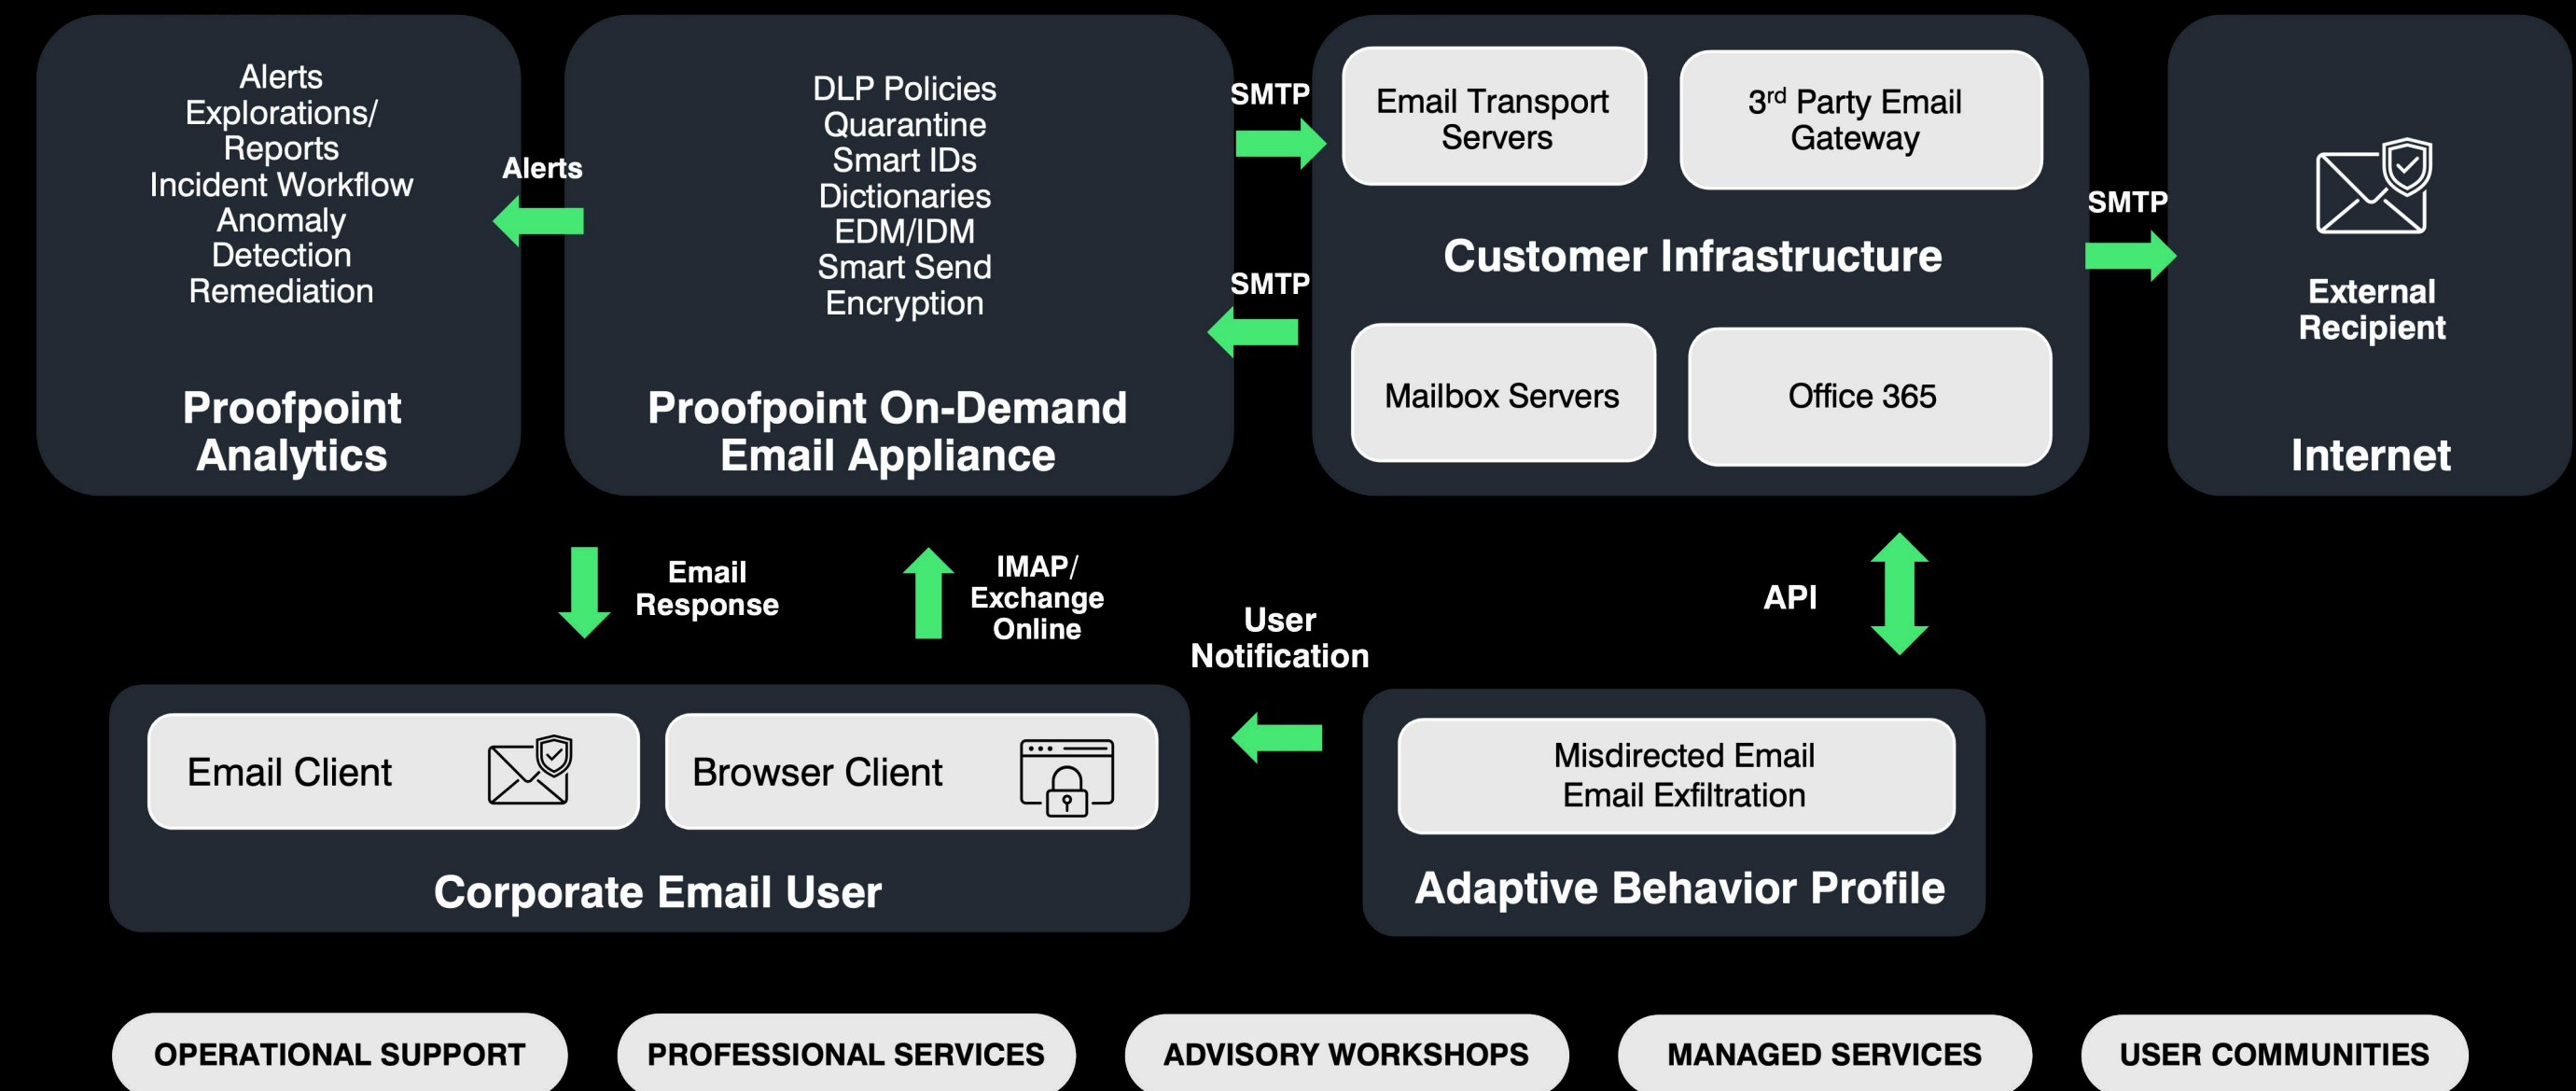 Alerts
Explorations/
Reports
Incident Workflow
Anomaly
Detection
Remediation
Proofpoint
Analytics
Alerts
DLP Policies
Quarantine
Smart IDs
Dictionaries
EDM/IDM
Smart Send
Encryption
Proofpoint On-Demand
Email Appliance
SMTP
SMTP
Email Transport
Servers
3rd Party Email
Gateway
Customer Infrastructure
Mailbox Servers
Office 365
SMTP
External
Recipient
Internet
Email
Response
IMAP/
Exchange
Online
User
Notification
API
Email Client
Browser Client
Corporate Email User
Misdirected Email
Email Exfiltration
Adaptive Behavior Profile
OPERATIONAL SUPPORT
PROFESSIONAL SERVICES
ADVISORY WORKSHOPS
MANAGED SERVICES
USER COMMUNITIES